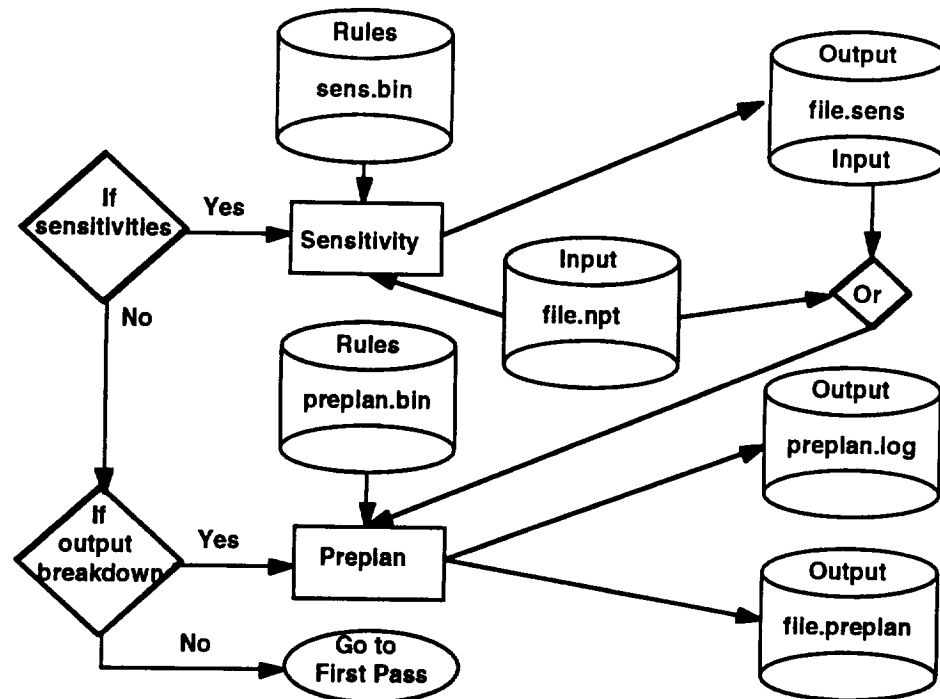 Rules
sens.bin
Output
file.sens
Input
If
sensitivities
Yes
Sensitivity
Input
file.npt
Or
No
Rules
preplan.bin
Output
preplan.log
If
output
breakdown
Yes
Preplan
Output
file.preplan
No
Go to
First Pass